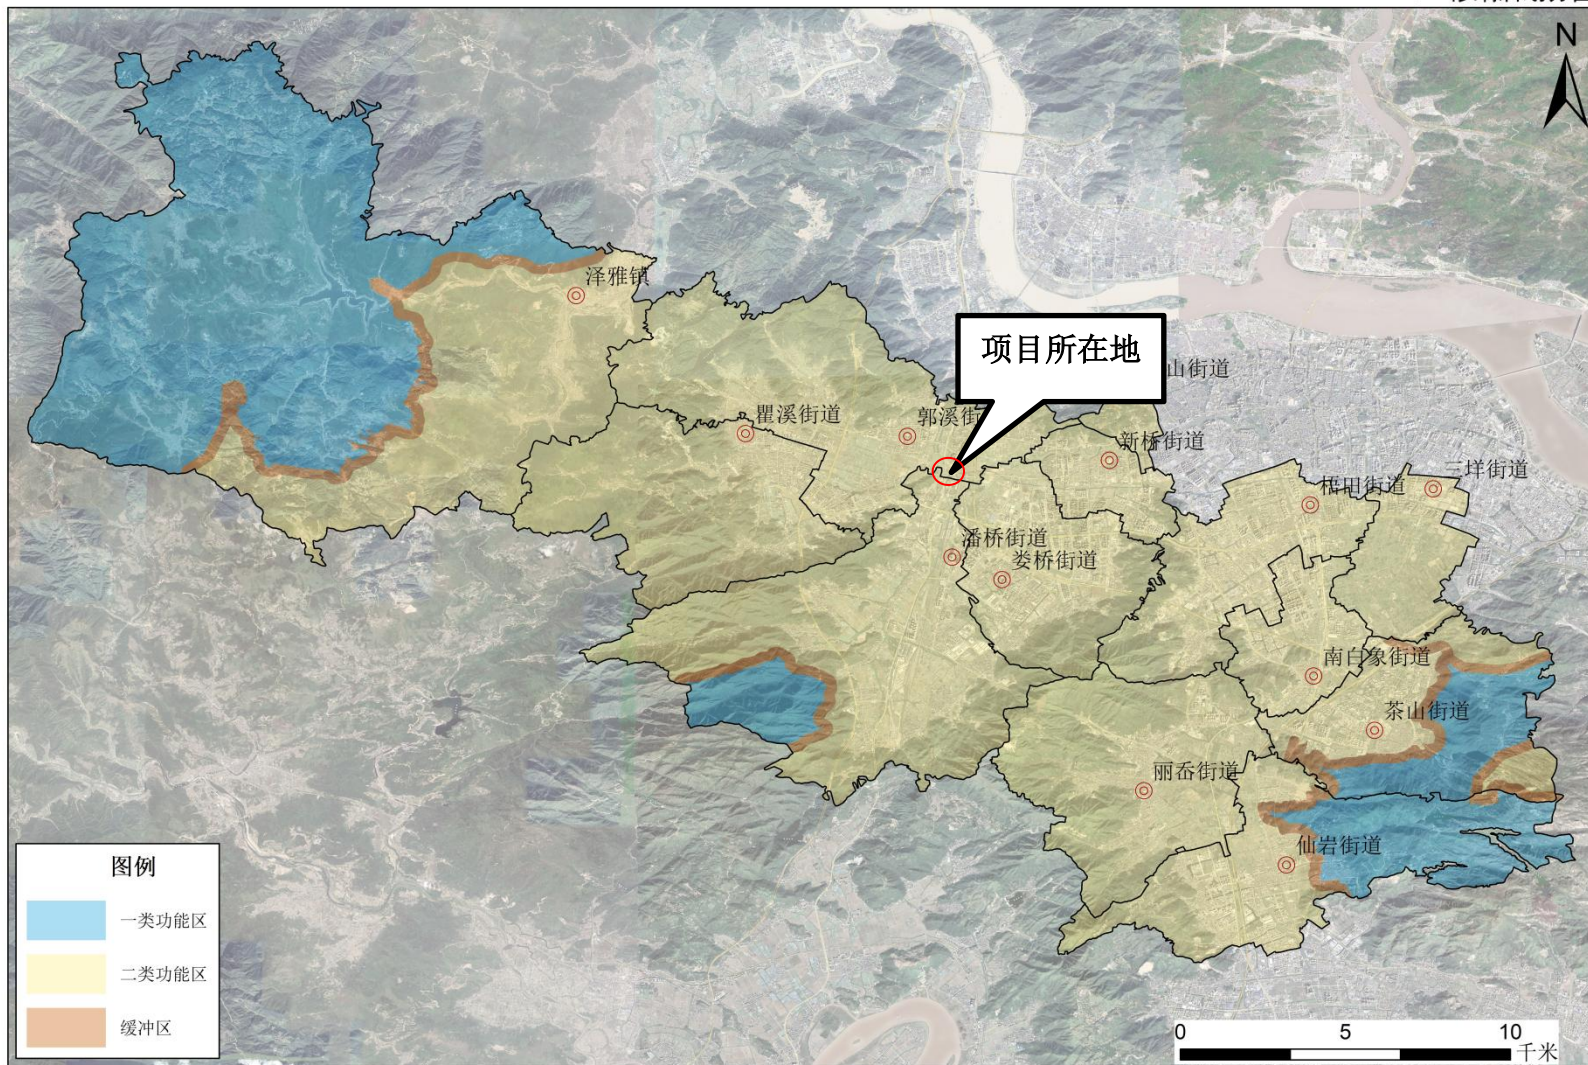 N
泽雅镇
项目所在地
山街道
瞿溪街道
郭溪街
新桥街道
三垟街道
梧田街道
潘桥街道
娄桥街道
南白象街道
茶山街道
丽岙街道
仙岩街道
图例
一类功能区
二类功能区
缓冲区
0 5 10
千米